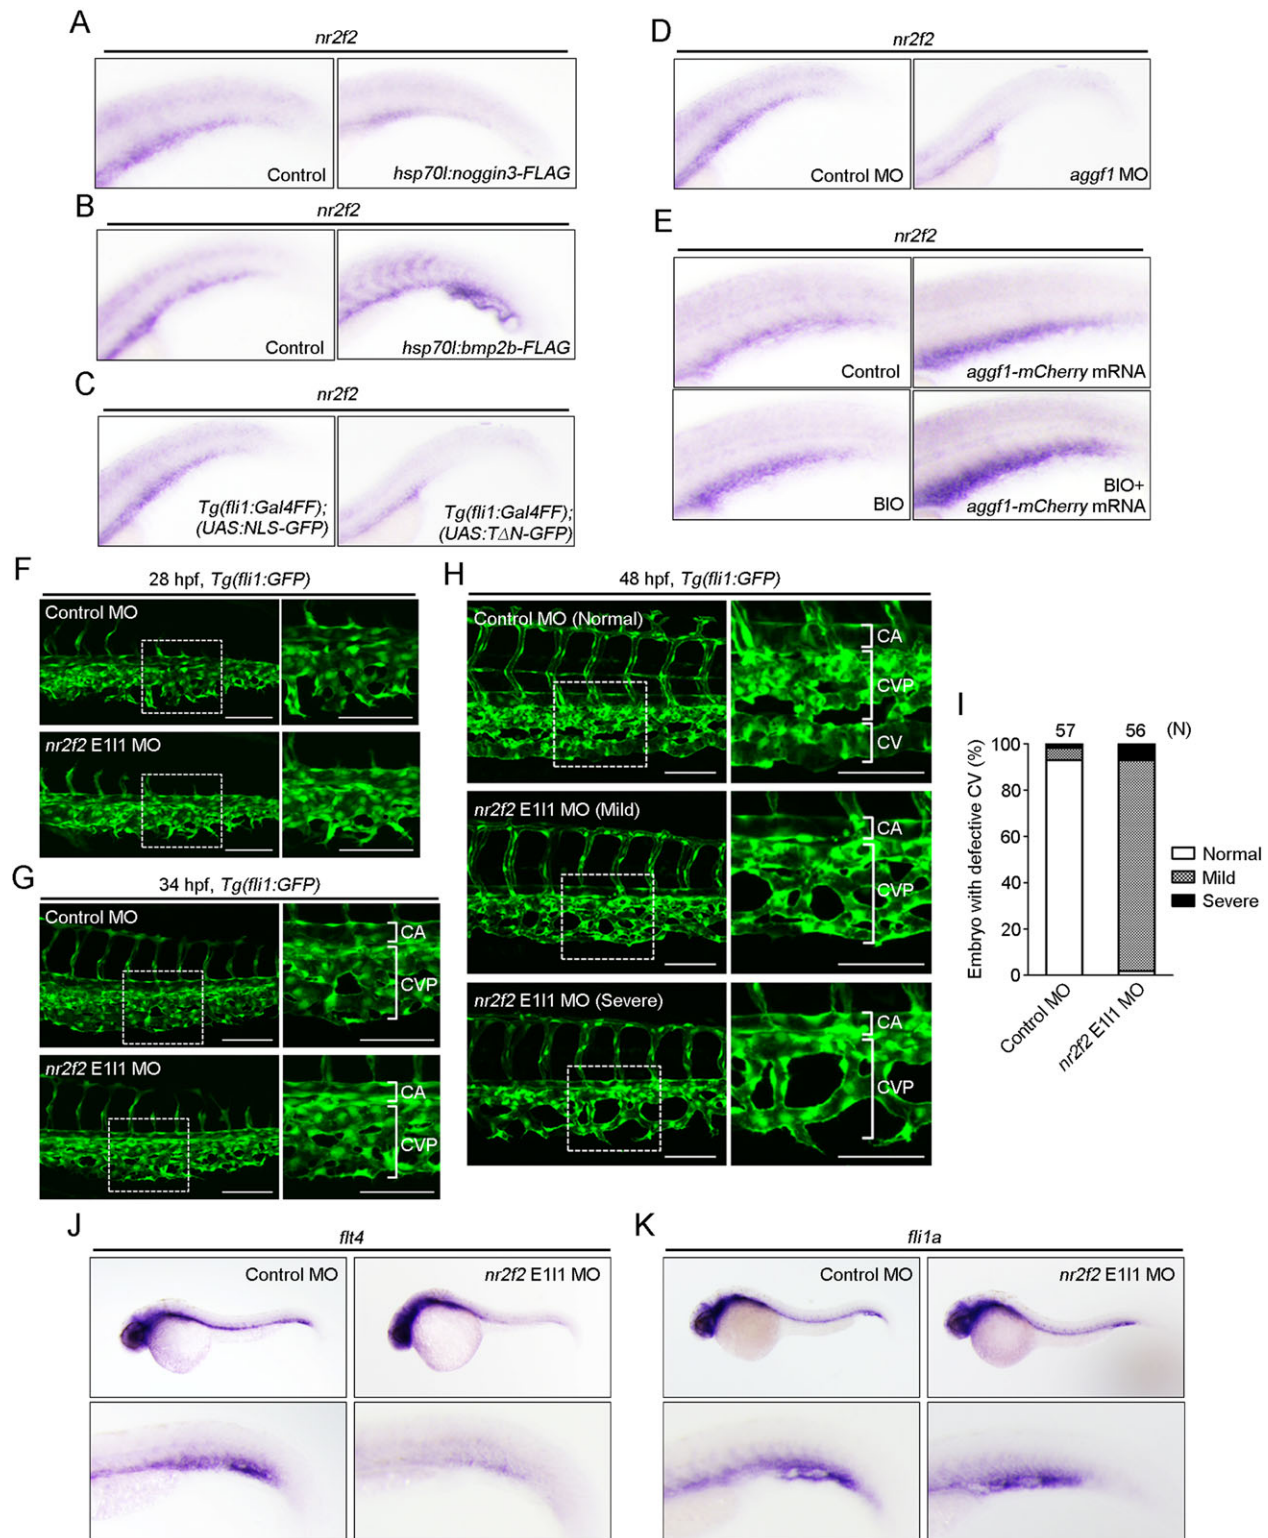 A
nr2f2
Control
hsp70l:noggin3-FLAG
B
nr2f2
Control
hsp70l:bmp2b-FLAG
C
nr2f2
Tg(fli1:Gal4FF);
(UAS:NLS-GFP)
Tg(fli1:Gal4FF);
(UAS:TΔN-GFP)
D
nr2f2
Control MO
aggf1 MO
E
nr2f2
Control
aggf1-mCherry mRNA
BIO
BIO+
aggf1-mCherry mRNA
F
28 hpf, Tg(fli1:GFP)
Control MO
nr2f2 E1I1 MO
G
34 hpf, Tg(fli1:GFP)
Control MO
CA
CVP
nr2f2 E1I1 MO
CA
CVP
H
48 hpf, Tg(fli1:GFP)
Control MO (Normal)
CA
CVP
CV
nr2f2 E1I1 MO (Mild)
CA
CVP
nr2f2 E1I1 MO (Severe)
CA
CVP
I
57 56 (N)
Embryo with defective CV (%)
100
80
60
40
20
0
Control MO
nr2f2 E1I1 MO
Normal
Mild
Severe
J
flt4
Control MO
nr2f2 E1I1 MO
K
fli1a
Control MO
nr2f2 E1I1 MO